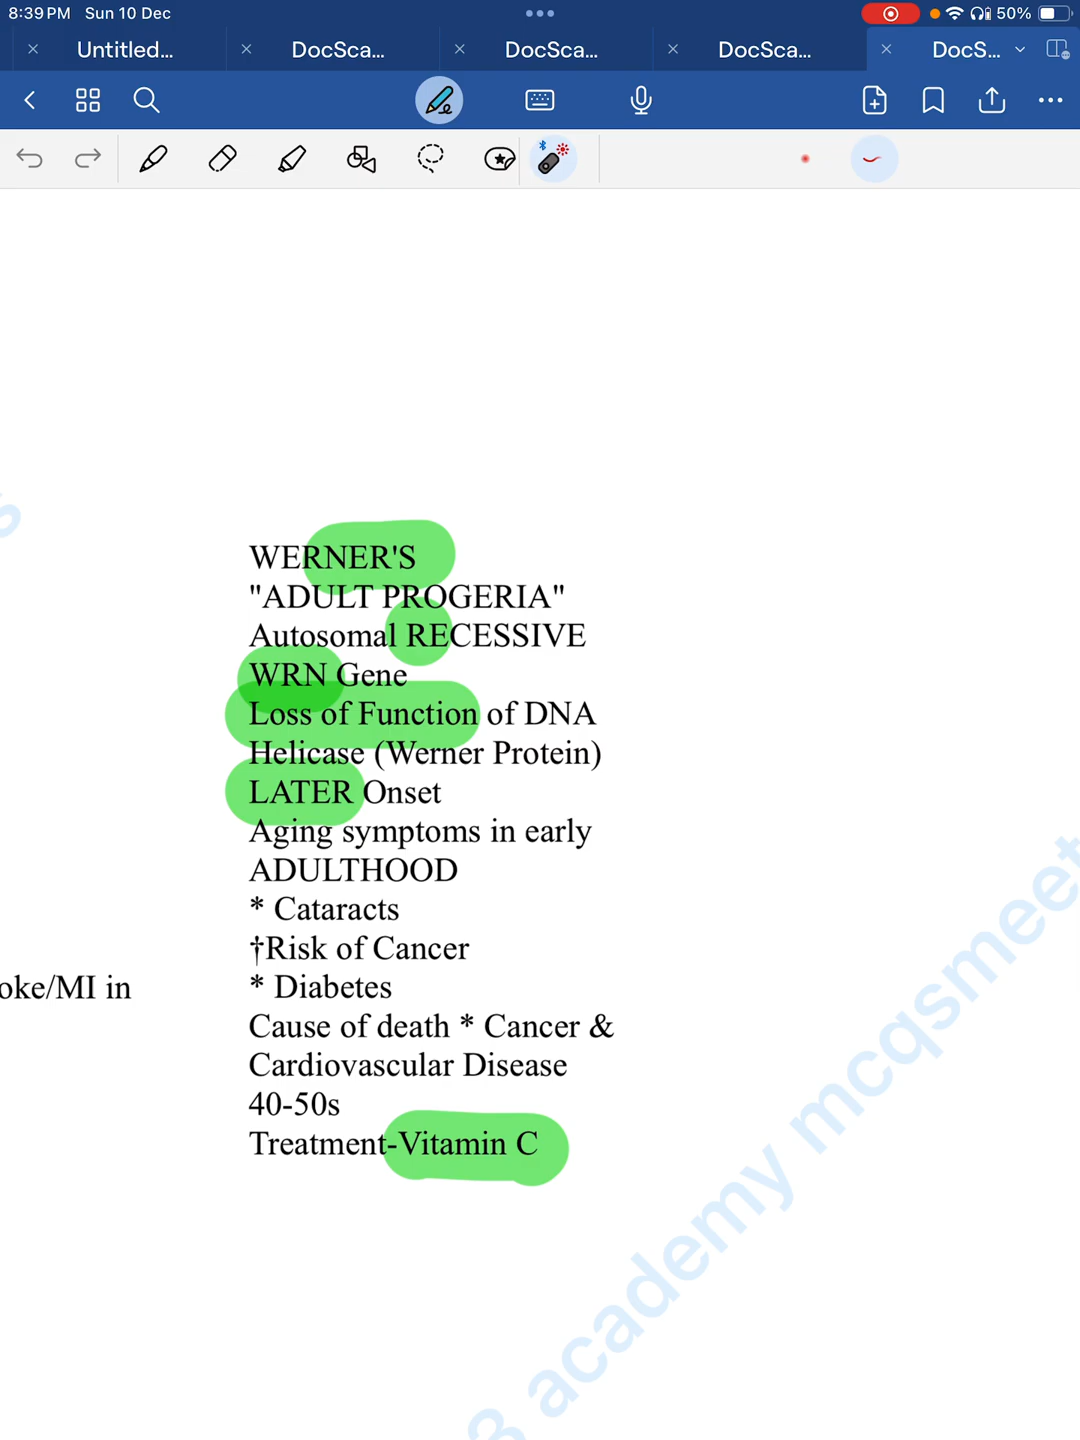 8:39 PM Sun 10 Dec
50%
Untitled...
DocSca...
DocSca...
DocSca...
DocS...
WERNER'S
"ADULT PROGERIA"
Autosomal RECESSIVE
WRN Gene
Loss of Function of DNA
Helicase (Werner Protein)
LATER Onset
Aging symptoms in early
ADULTHOOD
* Cataracts
†Risk of Cancer
oke/MI in
* Diabetes
Cause of death * Cancer &
Cardiovascular Disease
40-50s
Treatment-Vitamin C
3 academy mcqsmeet
s